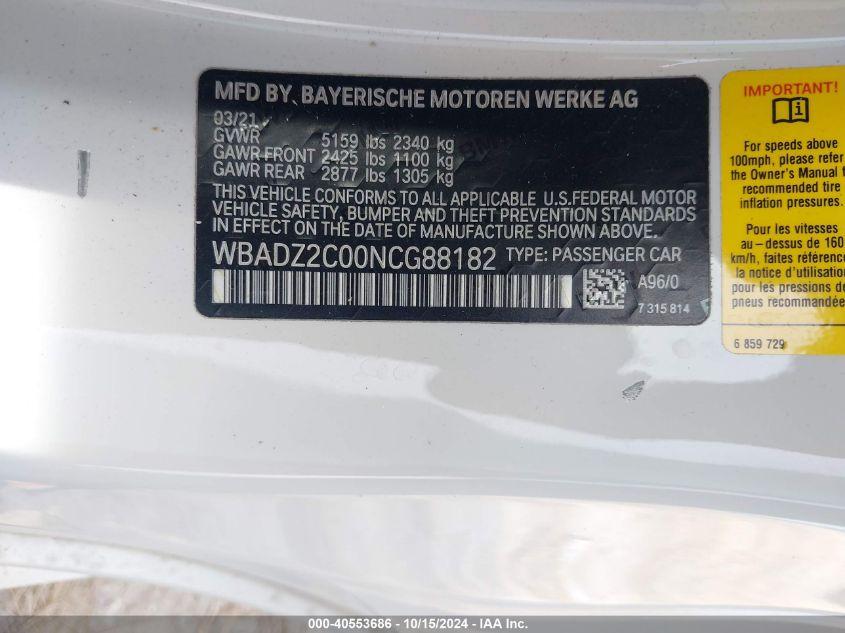 MFD BY BAYERISCHE MOTOREN WERKE AG
03/21
GVWR 5159 lbs 2340 kg
GAWR FRONT 2425 lbs 1100 kg
GAWR REAR 2877 lbs 1305 kg
THIS VEHICLE CONFORMS TO ALL APPLICABLE U.S.FEDERAL MOTOR
VEHICLE SAFETY, BUMPER AND THEFT PREVENTION STANDARDS
IN EFFECT ON THE DATE OF MANUFACTURE SHOWN ABOVE.
WBADZ2C00NCG88182 TYPE: PASSENGER CAR
A96/0
7 315 814
IMPORTANT!
For speeds above
100mph, please refer
the Owner's Manual
recommended tire
inflation pressures.
Pour les vitesses
au-dessus de 160
km/h, faites
la notice d'utilisation
pour les pressions de
pneus
6 859 729
000-40553686 - 10/15/2024 - IAA Inc.